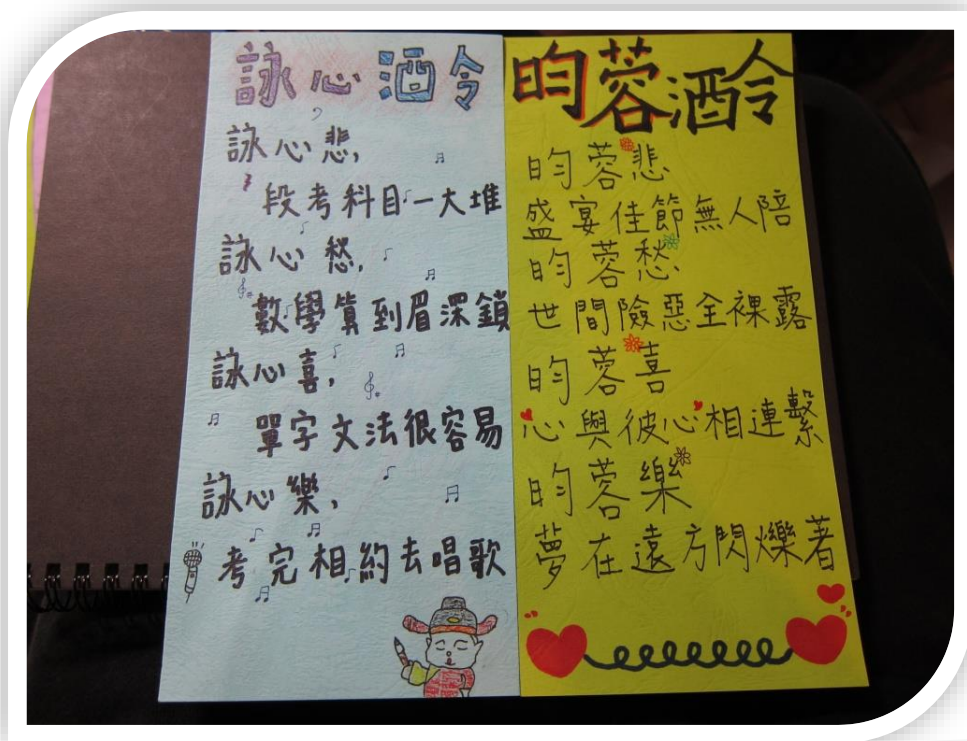 詠心酒令
詠心悲,
段考科目一大堆
詠心愁,
數學算到眉深鎖
詠心喜,
單字文法很容易
詠心樂,
考完相約去唱歌
昀蓉酒令
昀蓉悲
盛宴佳節無人陪
昀蓉愁
世間險惡全裸露
昀蓉喜
心與彼心相連繫
昀蓉樂
夢在遠方閃爍著